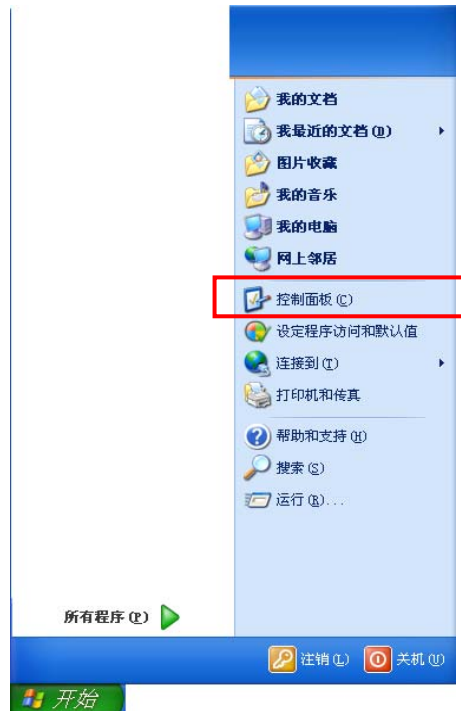 我的文档
我最近的文档(D)
图片收藏
我的音乐
我的电脑
网上邻居
控制面板(C)
设定程序访问和默认值
连接到(T)
打印机和传真
帮助和支持(H)
搜索(S)
运行(R)...
所有程序(P)
注销(L) 关机(U)
开始